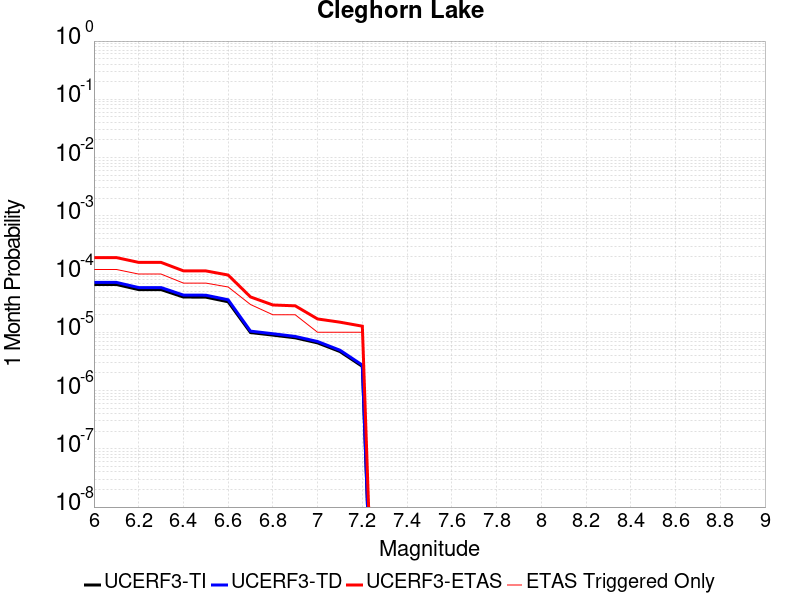 Cleghorn Lake
10^0
10^-1
10^-2
10^-3
10^-4
10^-5
10^-6
10^-7
10^-8
1 Month Probability
6 6.2 6.4 6.6 6.8 7 7.2 7.4 7.6 7.8 8 8.2 8.4 8.6 8.8 9
Magnitude
UCERF3-TI UCERF3-TD UCERF3-ETAS ETAS Triggered Only